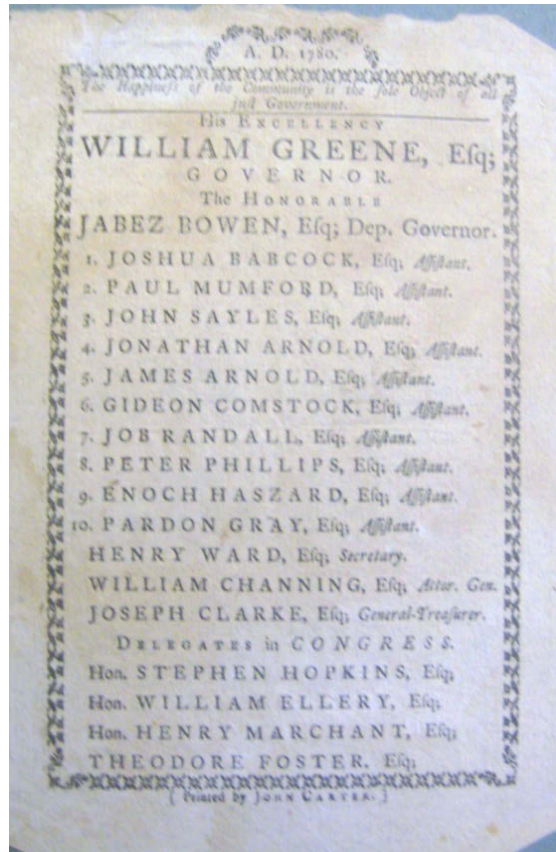 A. D. 1780.
The Happineſs of the Community is the ſole Object of all
juſt Government.
His EXCELLENCY
WILLIAM GREENE, Eſq;
GOVERNOR.
The HONORABLE
JABEZ BOWEN, Eſq; Dep. Governor.
1. JOSHUA BABCOCK, Eſq; Aſſiſtant.
2. PAUL MUMFORD, Eſq; Aſſiſtant.
3. JOHN SAYLES, Eſq; Aſſiſtant.
4. JONATHAN ARNOLD, Eſq; Aſſiſtant.
5. JAMES ARNOLD, Eſq; Aſſiſtant.
6. GIDEON COMSTOCK, Eſq; Aſſiſtant.
7. JOB RANDALL, Eſq; Aſſiſtant.
8. PETER PHILLIPS, Eſq; Aſſiſtant.
9. ENOCH HASZARD, Eſq; Aſſiſtant.
10. PARDON GRAY, Eſq; Aſſiſtant.
HENRY WARD, Eſq; Secretary.
WILLIAM CHANNING, Eſq; Attor. Gen.
JOSEPH CLARKE, Eſq; General-Treaſurer.
DELEGATES in CONGRESS.
Hon. STEPHEN HOPKINS, Eſq;
Hon. WILLIAM ELLERY, Eſq;
Hon. HENRY MARCHANT, Eſq;
THEODORE FOSTER, Eſq;
[ Printed by JOHN CARTER. ]